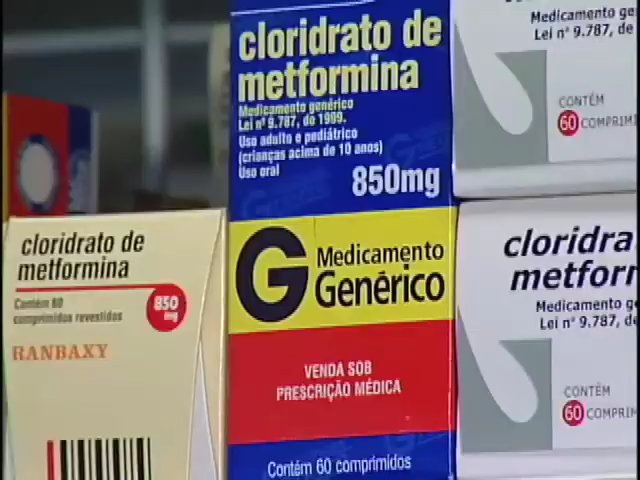 cloridrato de
metformina
Medicamento genérico
Lei nº 9.787, de 1999.
Uso adulto e pediátrico
(crianças acima de 10 anos)
Uso oral
850mg
G Medicamento
Genérico
VENDA SOB
PRESCRIÇÃO MÉDICA
Contém 60 comprimidos
cloridrato de
metformina
Contém 60
comprimidos revestidos
850
mg
RANBAXY
Medicamento ge
Lei nº 9.787, de
CONTÉM
60 COMPRIM
cloridra
metfor
Medicamento g
Lei nº 9.787, de
CONTÉM
60 COMPRIM